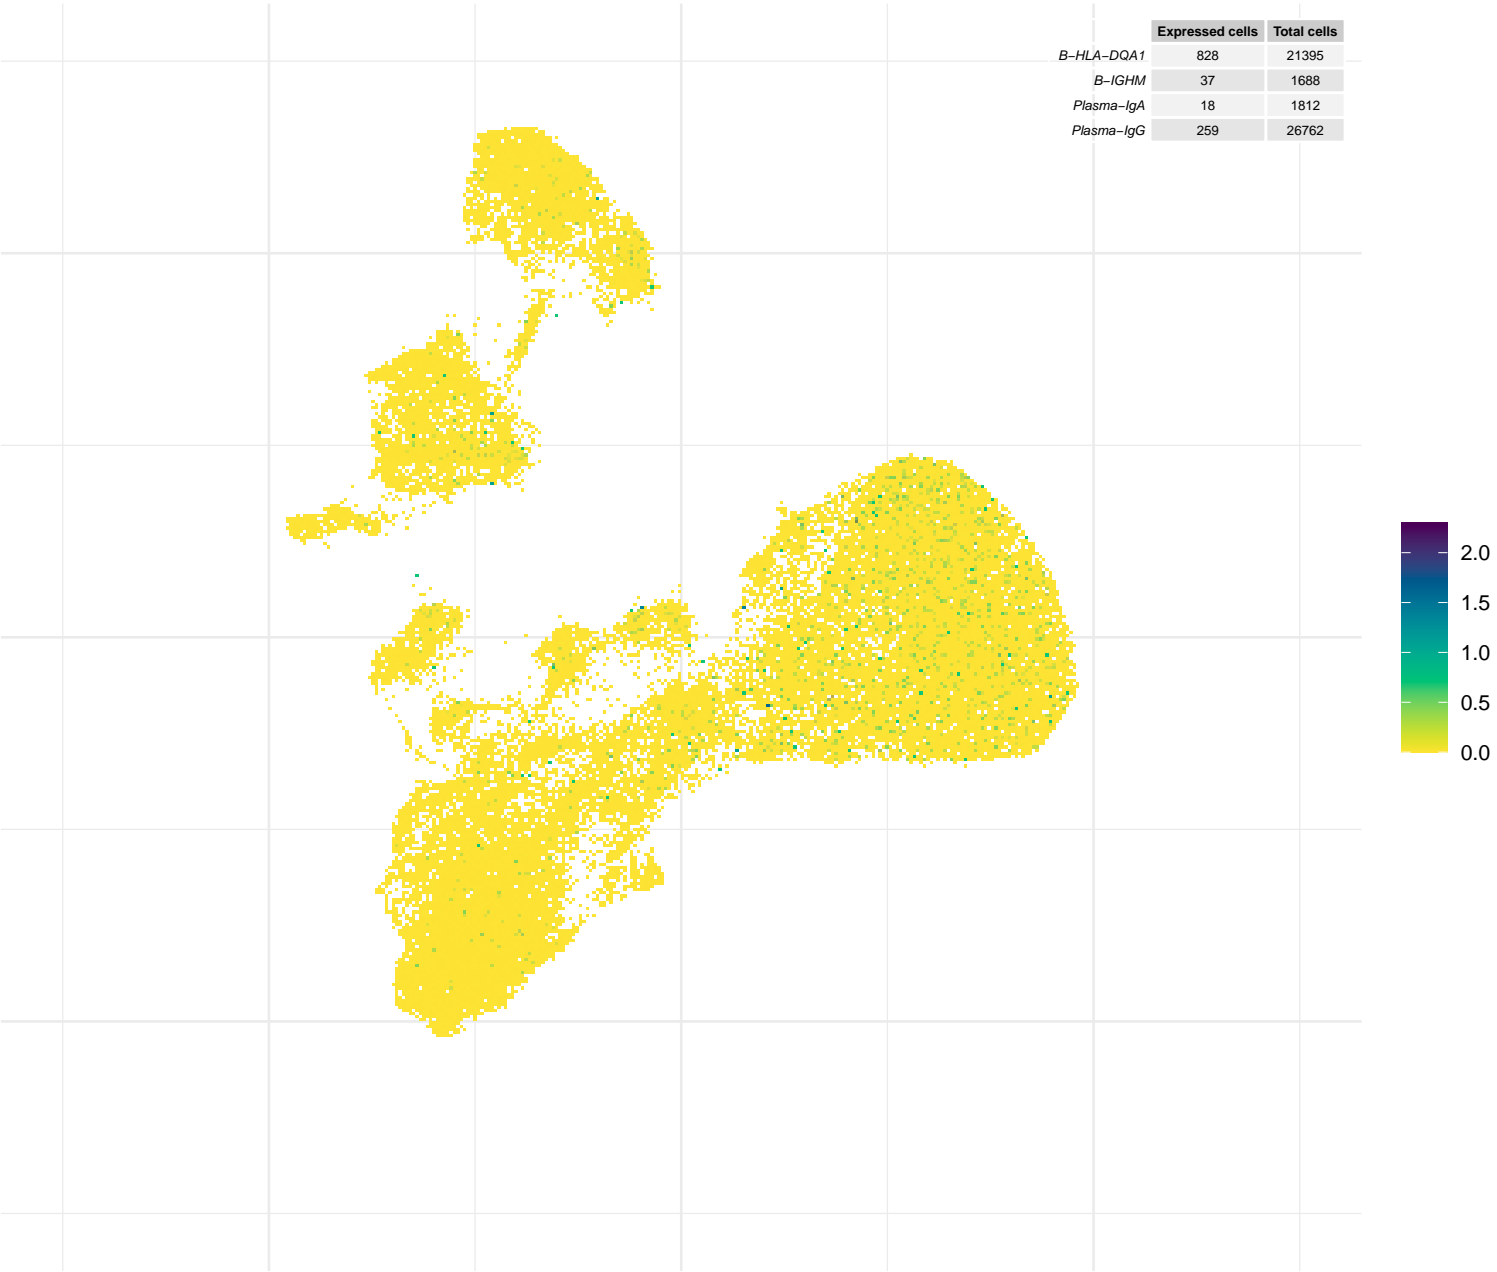 Expressed cells Total cells
B−HLA−DQA1 828 21395
B−IGHM 37 1688
Plasma−IgA 18 1812
Plasma−IgG 259 26762
2.0
1.5
1.0
0.5
0.0